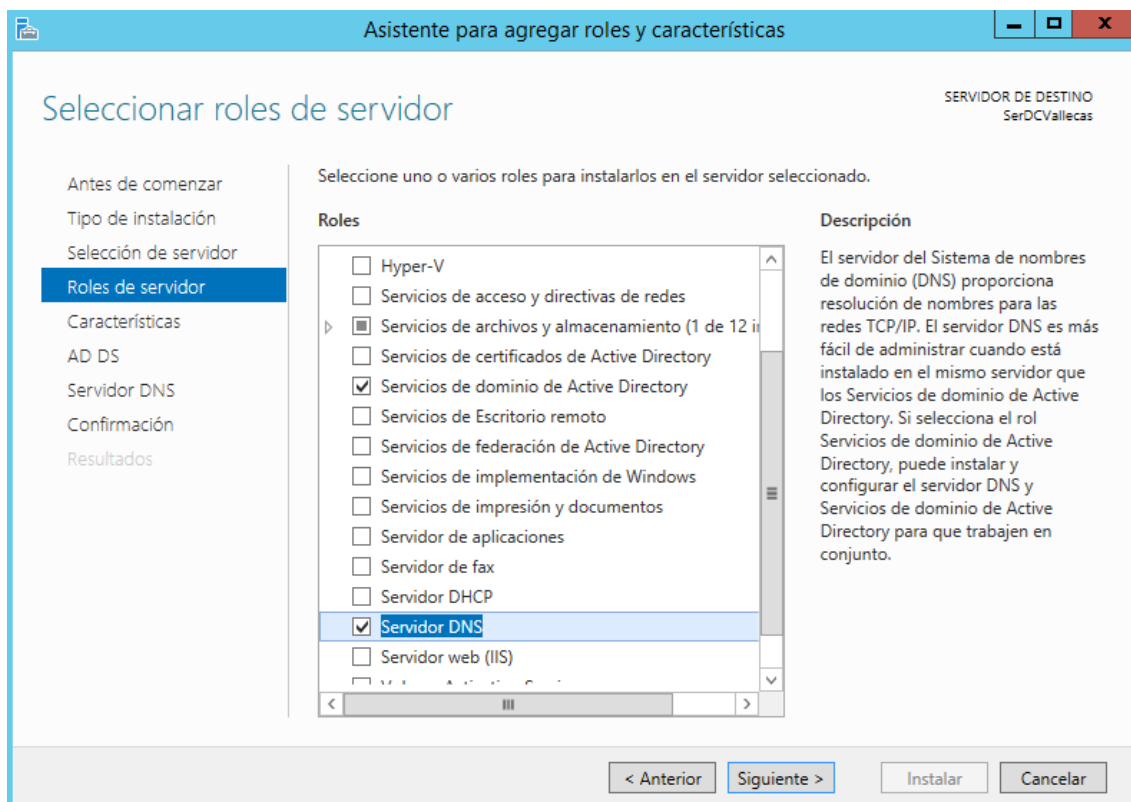 Asistente para agregar roles y características
Seleccionar roles de servidor
SERVIDOR DE DESTINO
SerDCVallecas
Antes de comenzar
Tipo de instalación
Selección de servidor
Roles de servidor
Características
AD DS
Servidor DNS
Confirmación
Resultados
Seleccione uno o varios roles para instalarlos en el servidor seleccionado.
Roles
Hyper-V
Servicios de acceso y directivas de redes
Servicios de archivos y almacenamiento (1 de 12
Servicios de certificados de Active Directory
Servicios de dominio de Active Directory
Servicios de Escritorio remoto
Servicios de federación de Active Directory
Servicios de implementación de Windows
Servicios de impresión y documentos
Servidor de aplicaciones
Servidor de fax
Servidor DHCP
Servidor DNS
Servidor web (IIS)
Descripción
El servidor del Sistema de nombres
de dominio (DNS) proporciona
resolución de nombres para las
redes TCP/IP. El servidor DNS es más
fácil de administrar cuando está
instalado en el mismo servidor que
los Servicios de dominio de Active
Directory. Si selecciona el rol
Servicios de dominio de Active
Directory, puede instalar y
configurar el servidor DNS y
Servicios de dominio de Active
Directory para que trabajen en
conjunto.
< Anterior
Siguiente >
Instalar
Cancelar